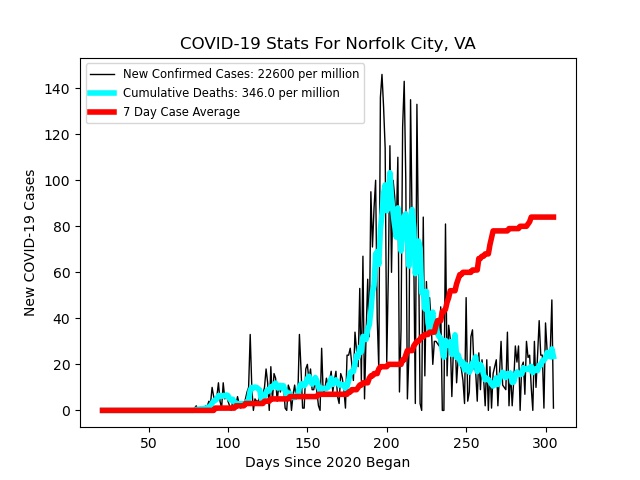 COVID-19 Stats For Norfolk City, VA
New Confirmed Cases: 22600 per million
Cumulative Deaths: 346.0 per million
7 Day Case Average
New COVID-19 Cases
140
120
100
80
60
40
20
0
50 100 150 200 250 300
Days Since 2020 Began